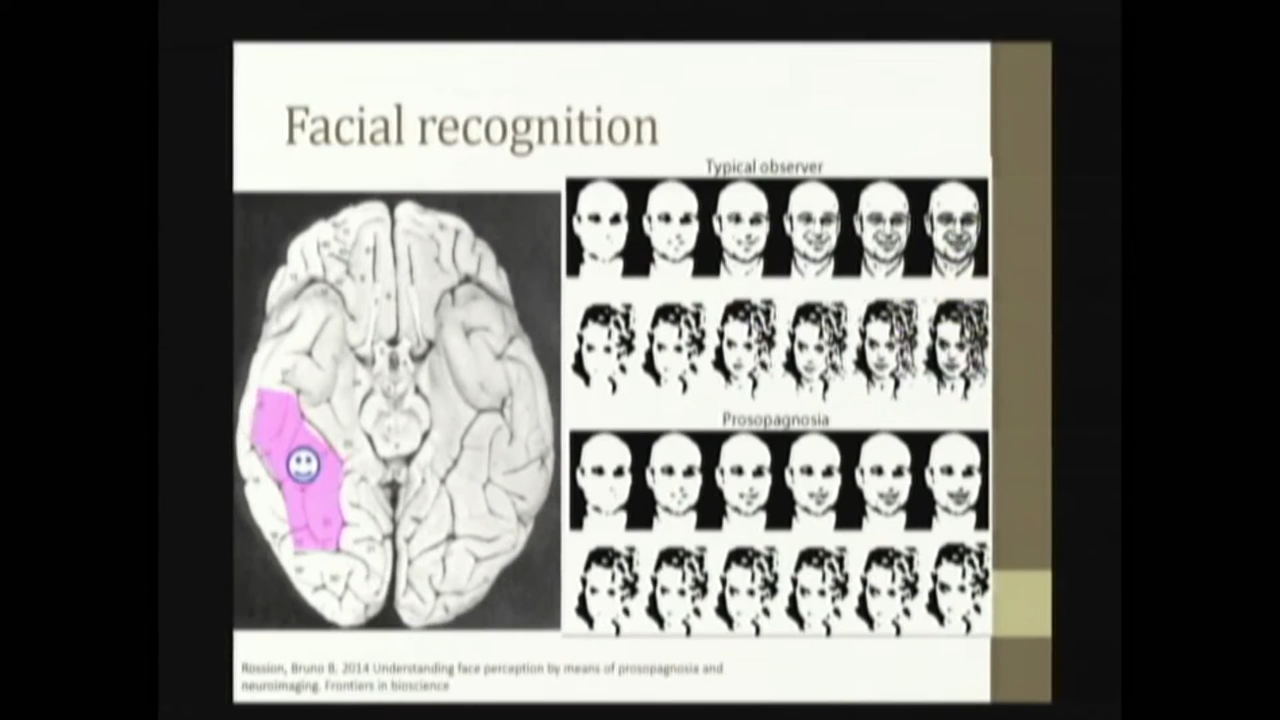 Facial recognition
Typical observer
Prosopagnosia
Rossion, Bruno B. 2014 Understanding face perception by means of prosopagnosia and
neuroimaging. Frontiers in bioscience